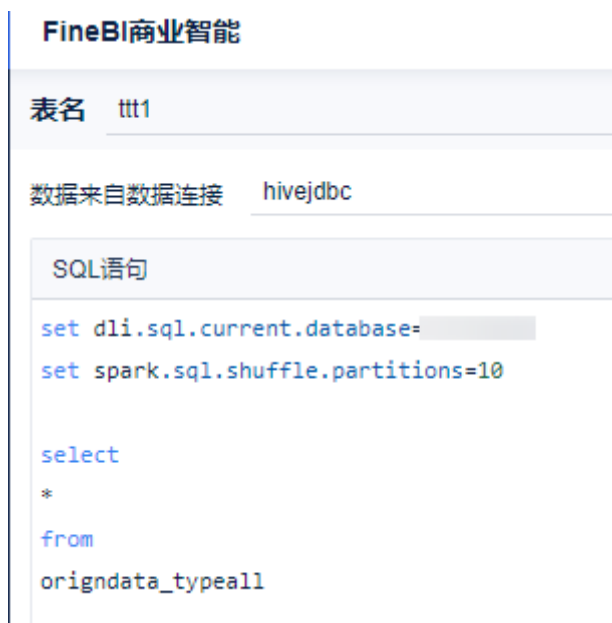 FineBI商业智能
表名 ttt1
数据来自数据连接 hivejdbc
SQL语句
set dli.sql.current.database=
set spark.sql.shuffle.partitions=10
select
*
from
origndata_typeall